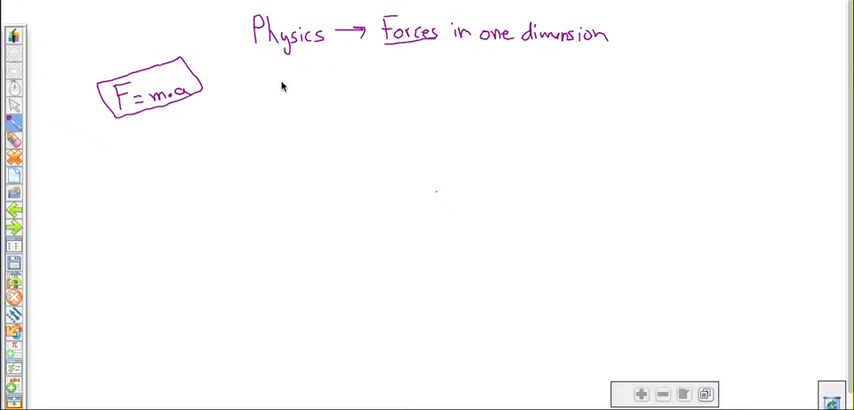 Physics → Forces in one dimension
F = m•a